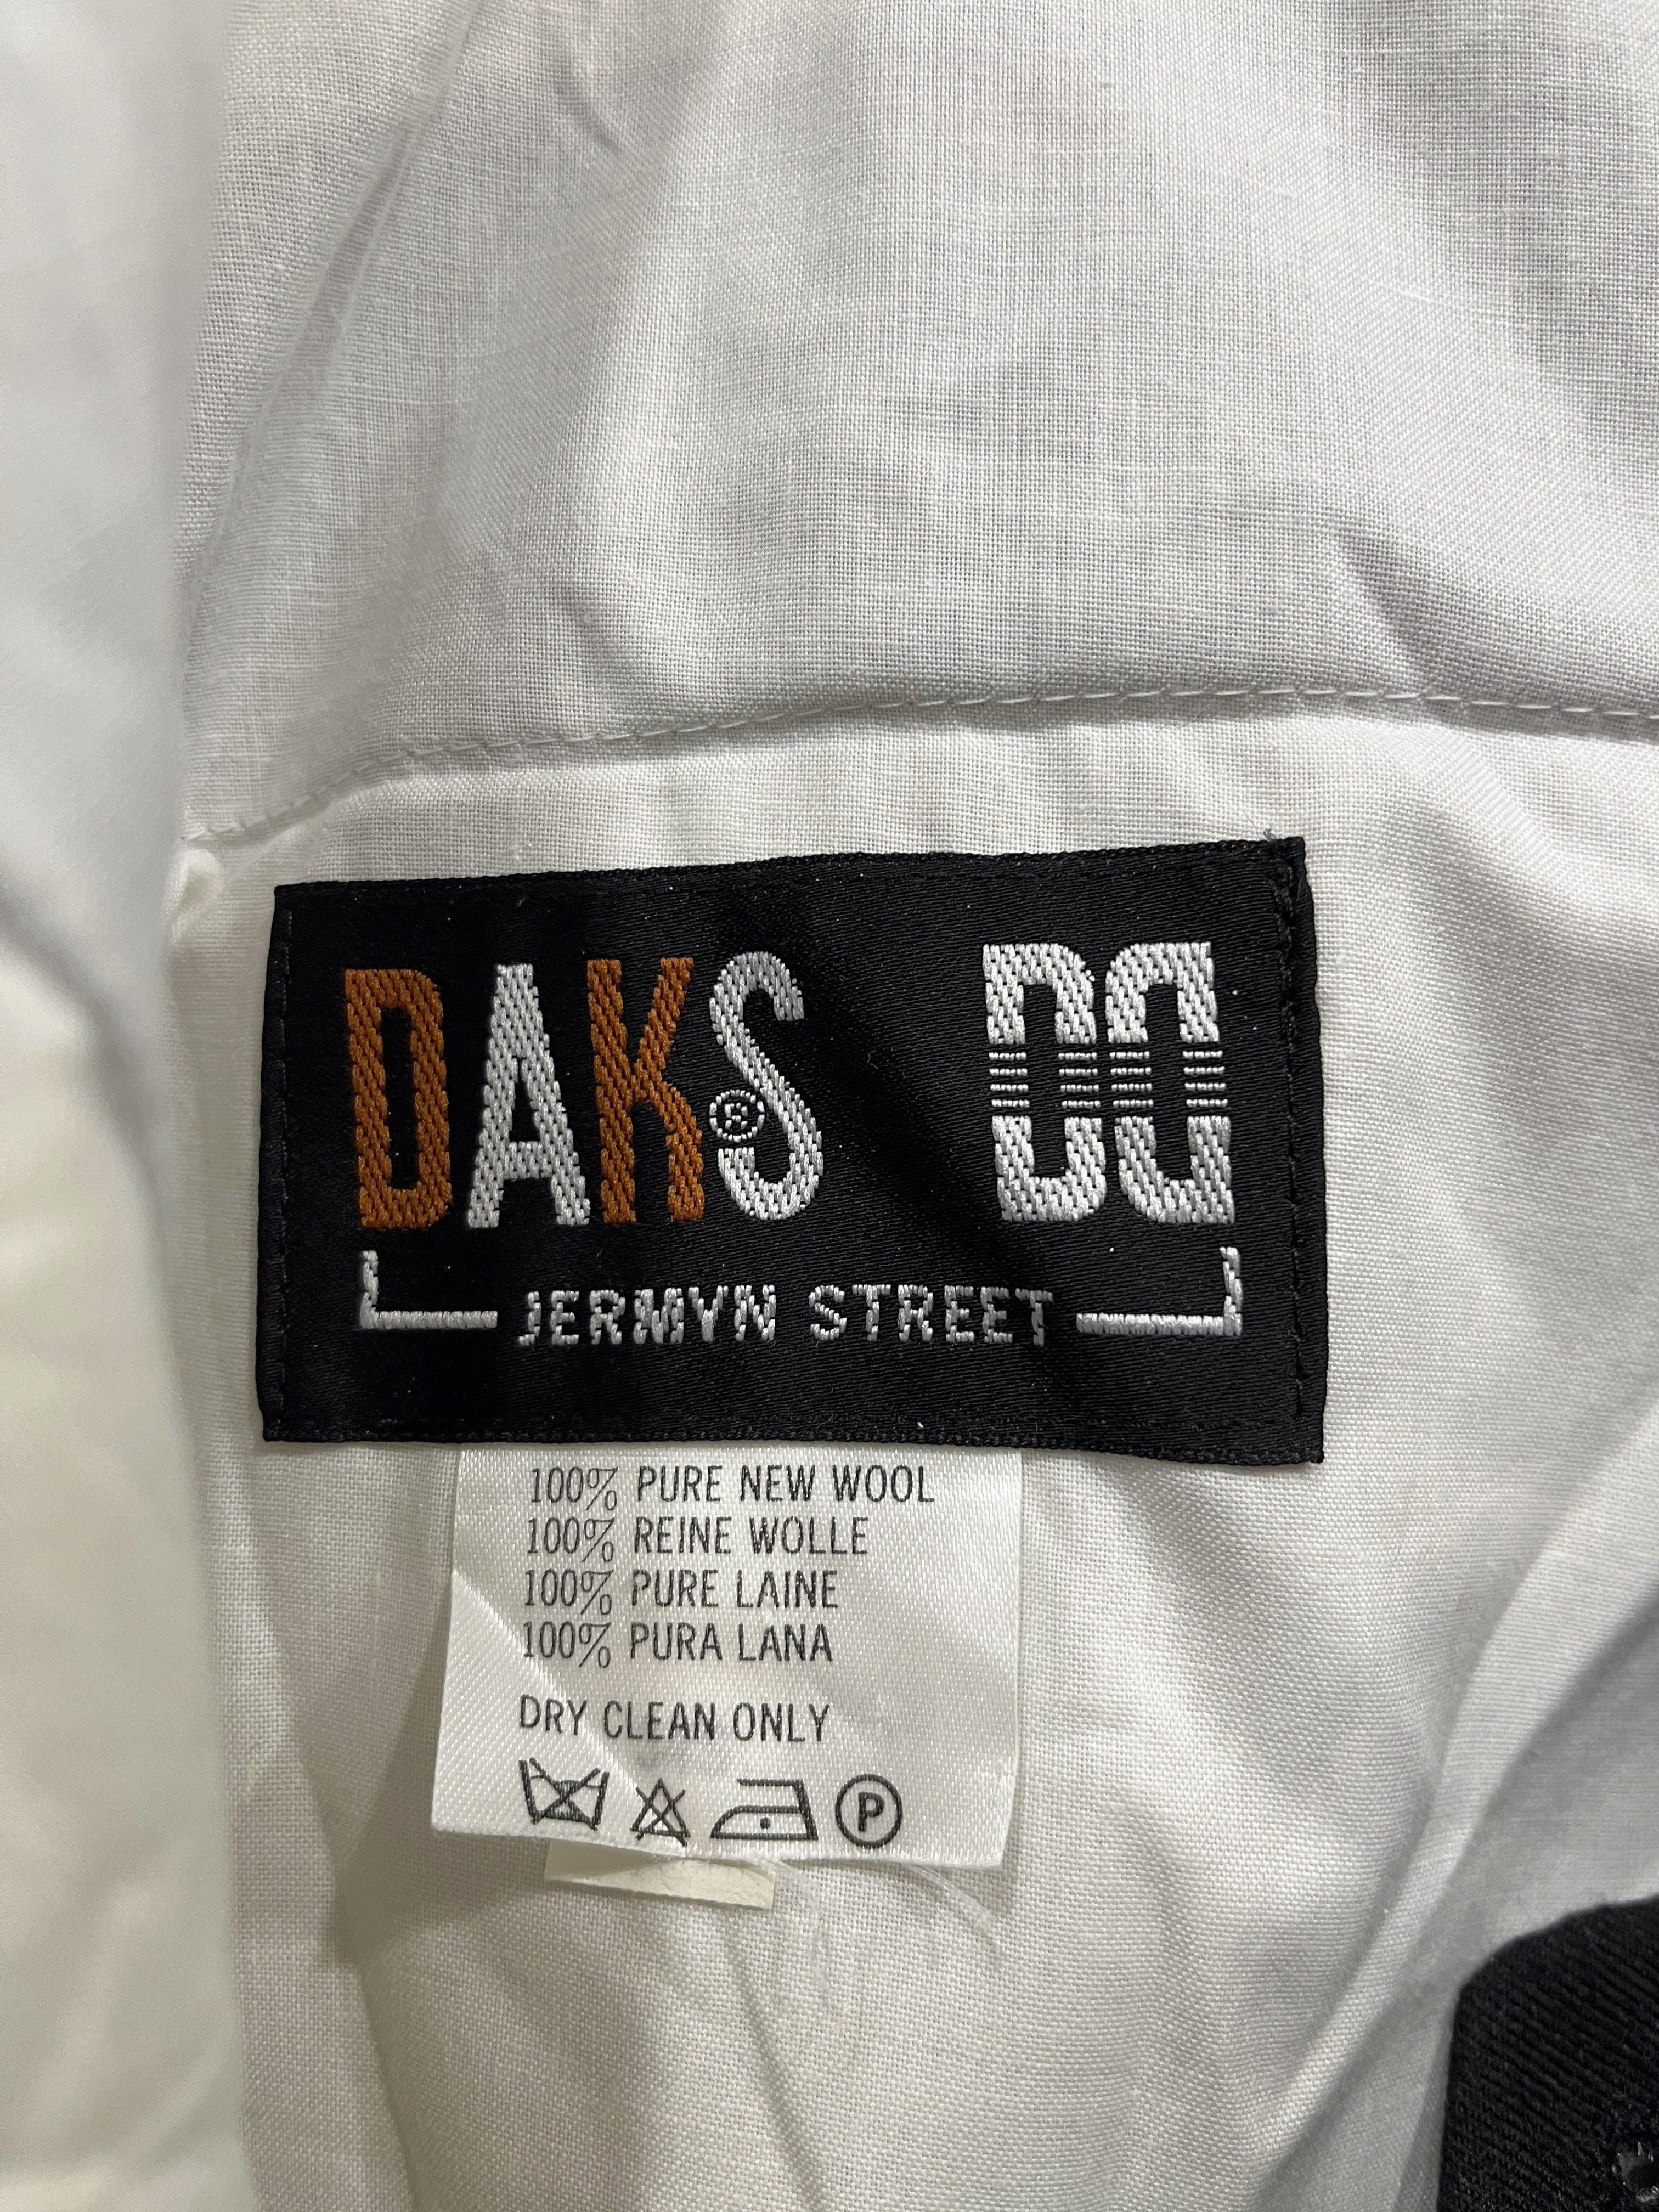 DAKS® DC
JERMYN STREET
100% PURE NEW WOOL
100% REINE WOLLE
100% PURE LAINE
100% PURA LANA
DRY CLEAN ONLY
P